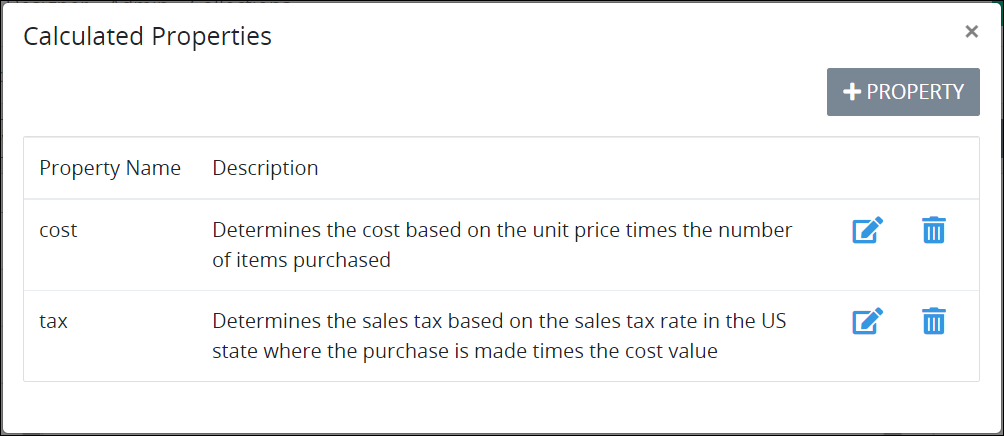 Calculated Properties
×
+ PROPERTY
Property Name Description
cost Determines the cost based on the unit price times the number
of items purchased
tax Determines the sales tax based on the sales tax rate in the US
state where the purchase is made times the cost value